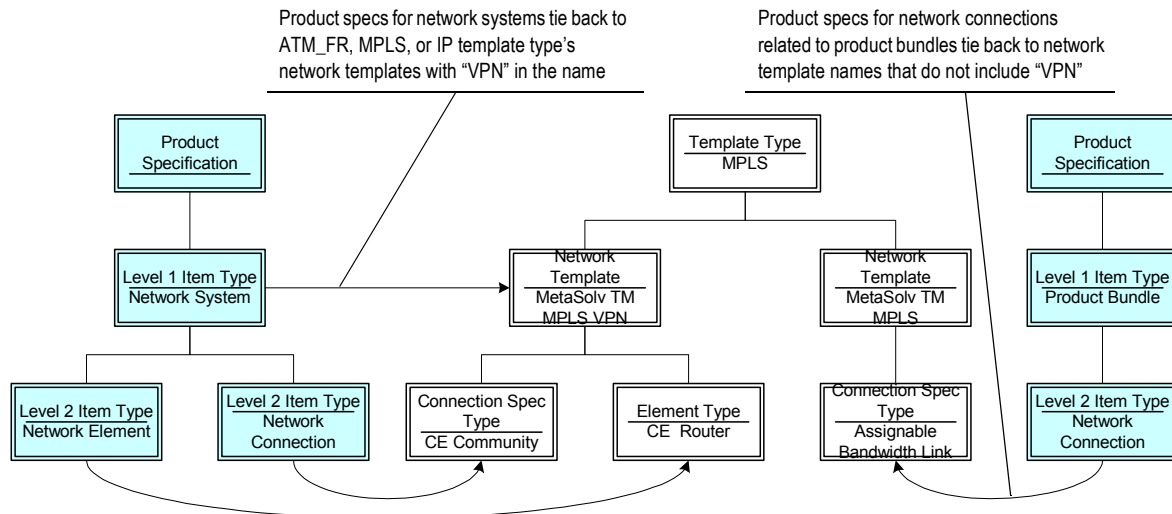 Product specs for network systems tie back to
ATM_FR, MPLS, or IP template type’s
network templates with “VPN” in the name
Product specs for network connections
related to product bundles tie back to network
template names that do not include “VPN”
Product
Specification
Template Type
MPLS
Product
Specification
Level 1 Item Type
Network System
Network
Template
MetaSolv TM
MPLS VPN
Network
Template
MetaSolv TM
MPLS
Level 1 Item Type
Product Bundle
Level 2 Item Type
Network Element
Level 2 Item Type
Network
Connection
Connection Spec
Type
CE Community
Element Type
CE Router
Connection Spec
Type
Assignable
Bandwidth Link
Level 2 Item Type
Network
Connection